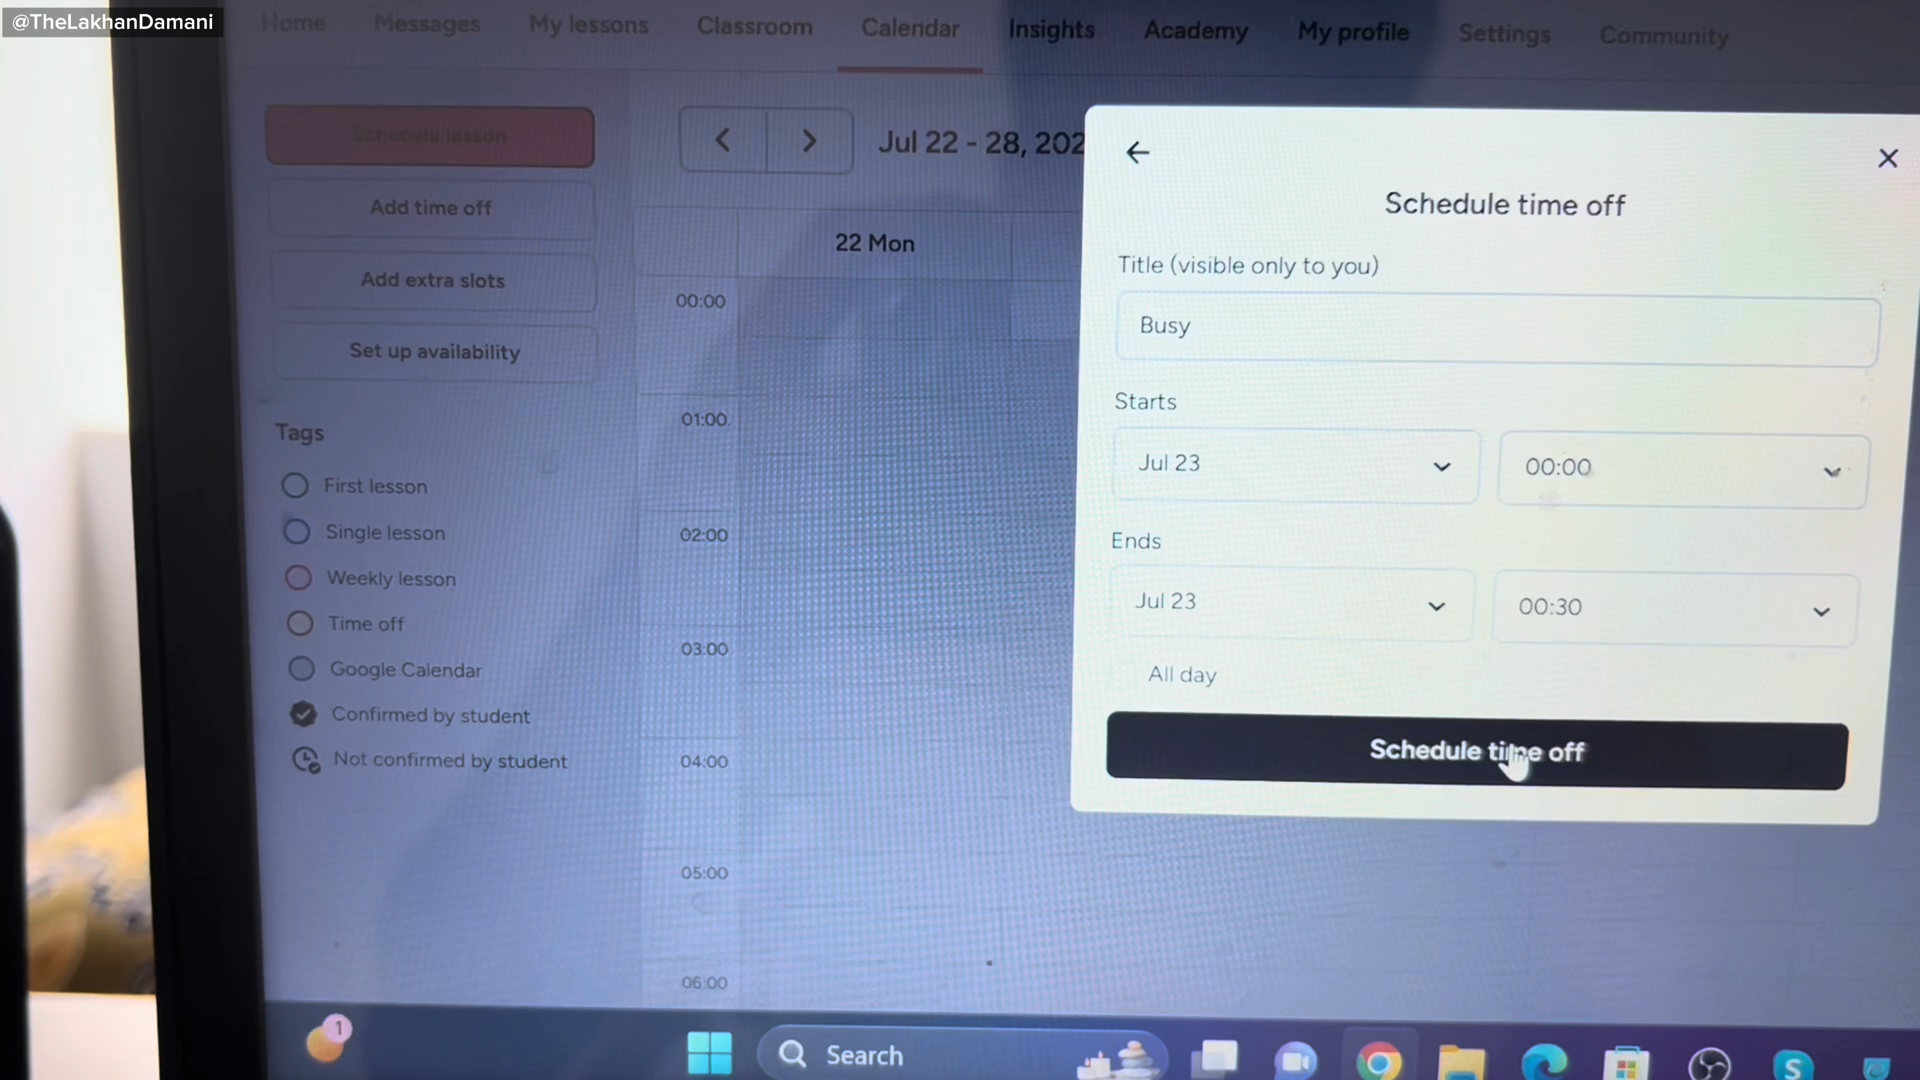 @TheLakhanDamani
Home Messages My lessons Classroom Calendar Insights Academy My profile Settings Community
Schedule lesson
Add time off
Add extra slots
Set up availability
Tags
First lesson
Single lesson
Weekly lesson
Time off
Google Calendar
Confirmed by student
Not confirmed by student
Jul 22 - 28, 202
22 Mon
00:00
01:00
02:00
03:00
04:00
05:00
06:00
Schedule time off
Title (visible only to you)
Busy
Starts
Jul 23 00:00
Ends
Jul 23 00:30
All day
Schedule time off
1
Search
S